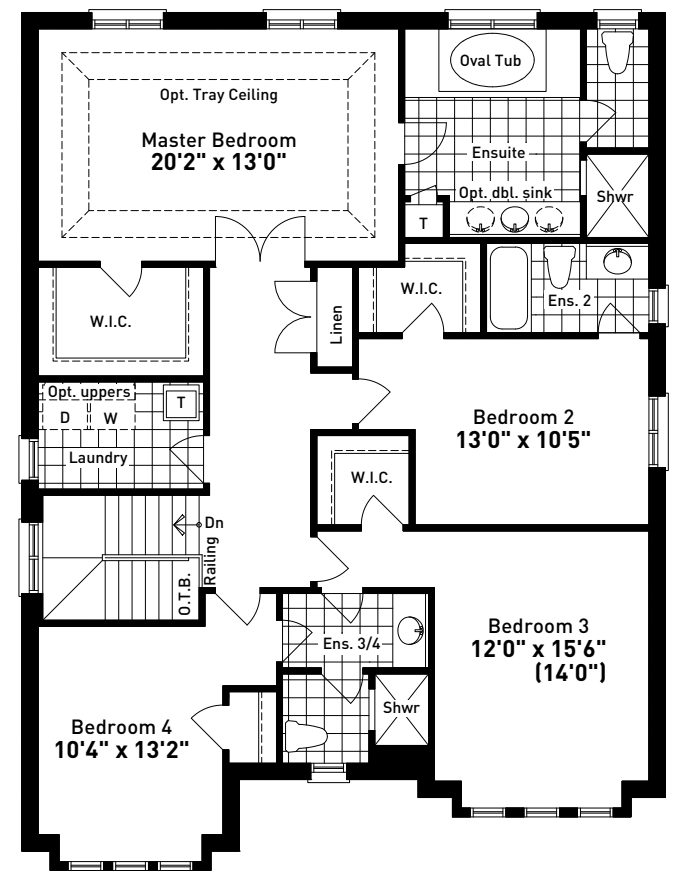 Oval Tub
Opt. Tray Ceiling
Master Bedroom
20'2" x 13'0"
Ensuite
Opt. dbl. sink
Shwr
T
W.I.C.
Linen
W.I.C.
Ens. 2
Opt. uppers
D W
T
Laundry
Bedroom 2
13'0" x 10'5"
W.I.C.
Dn
Railing
O.T.B.
Ens. 3/4
Bedroom 3
12'0" x 15'6"
(14'0")
Shwr
Bedroom 4
10'4" x 13'2"